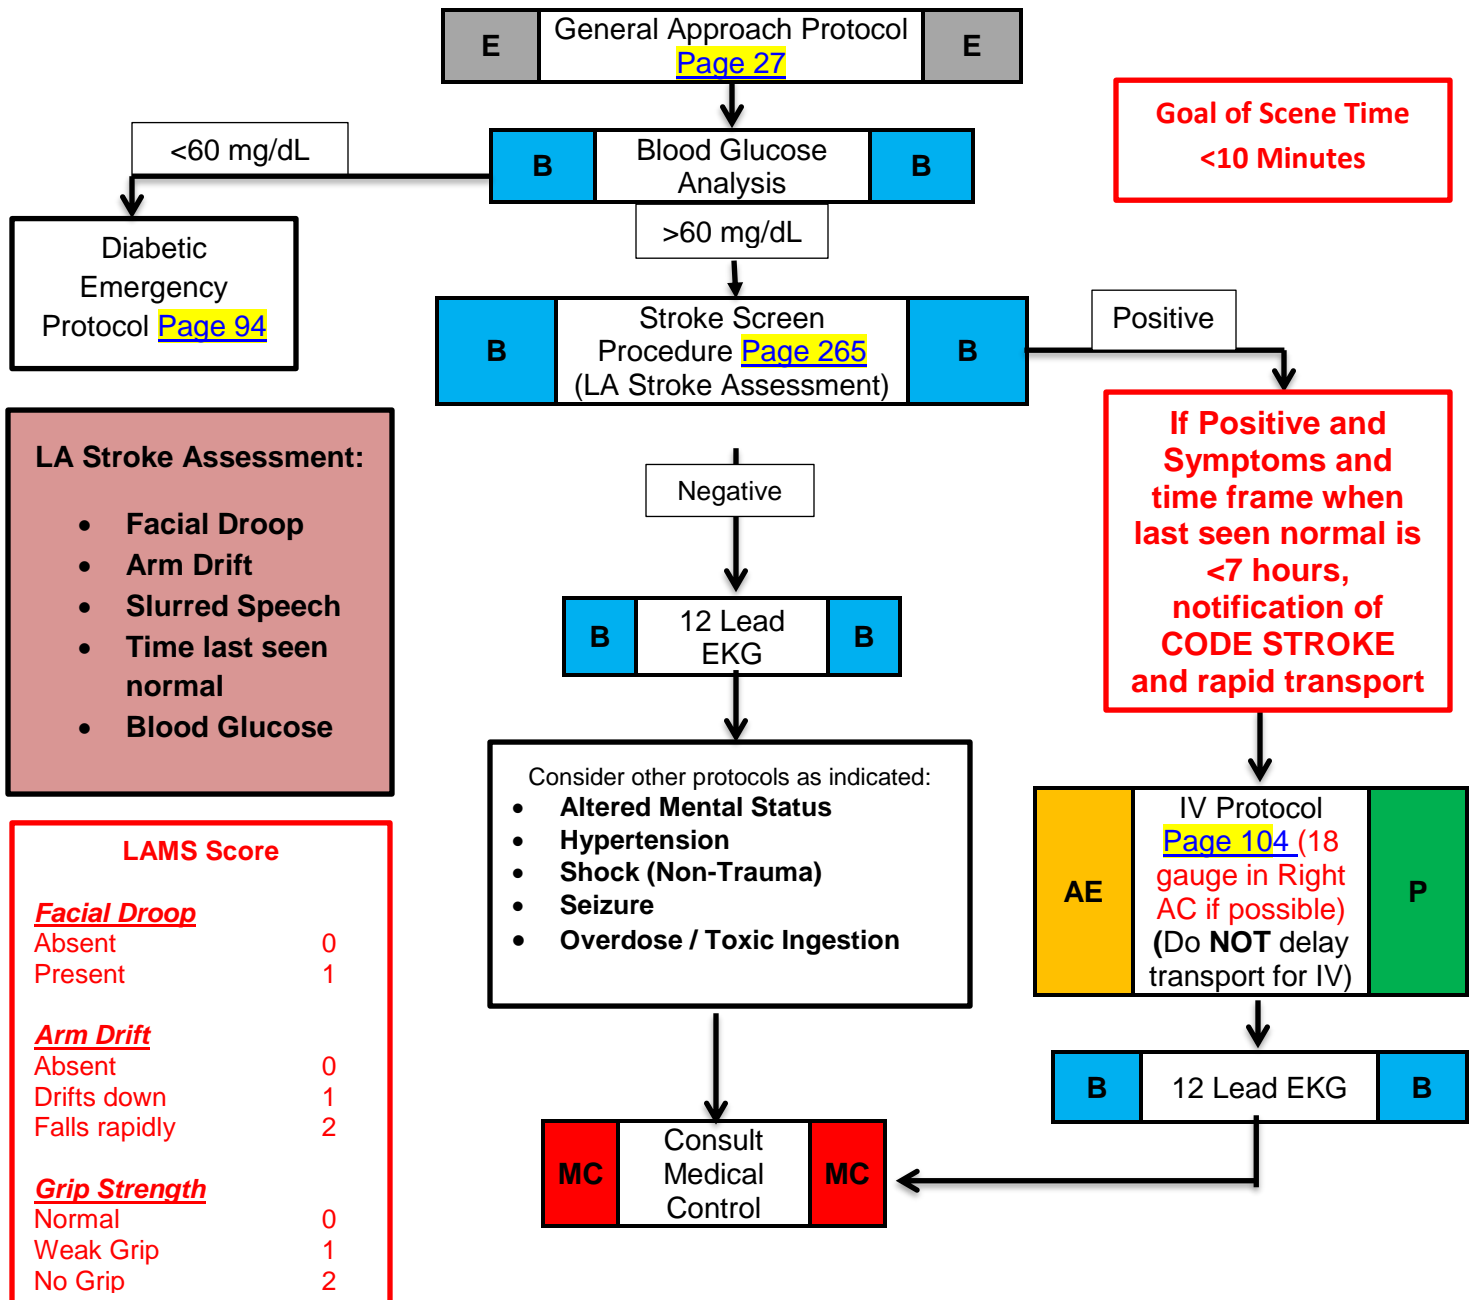 E
General Approach Protocol
Page 27
E
Goal of Scene Time
<10 Minutes
<60 mg/dL
B
Blood Glucose
Analysis
B
>60 mg/dL
Diabetic
Emergency
Protocol Page 94
B
Stroke Screen
Procedure Page 265
(LA Stroke Assessment)
B
Positive
If Positive and
Symptoms and
time frame when
last seen normal is
<7 hours,
notification of
CODE STROKE
and rapid transport
LA Stroke Assessment:
• Facial Droop
• Arm Drift
• Slurred Speech
• Time last seen
normal
• Blood Glucose
Negative
B
12 Lead
EKG
B
Consider other protocols as indicated:
• Altered Mental Status
• Hypertension
• Shock (Non-Trauma)
• Seizure
• Overdose / Toxic Ingestion
AE
IV Protocol
Page 104 (18
gauge in Right
AC if possible)
(Do NOT delay
transport for IV)
P
LAMS Score
Facial Droop
Absent 0
Present 1
Arm Drift
Absent 0
Drifts down 1
Falls rapidly 2
Grip Strength
Normal 0
Weak Grip 1
No Grip 2
B
12 Lead EKG
B
MC
Consult
Medical
Control
MC